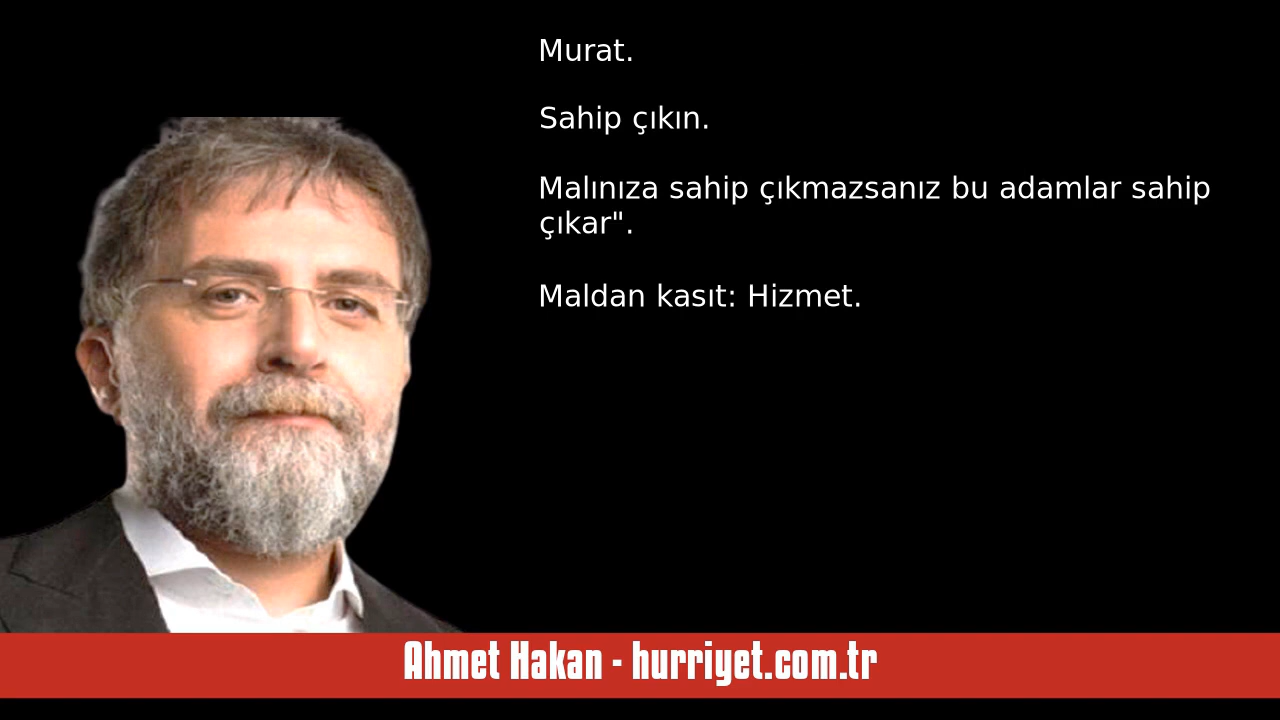 Murat.
Sahip çıkın.
Malınıza sahip çıkmazsanız bu adamlar sahip
çıkar".
Maldan kasıt: Hizmet.
Ahmet Hakan - hurriyet.com.tr